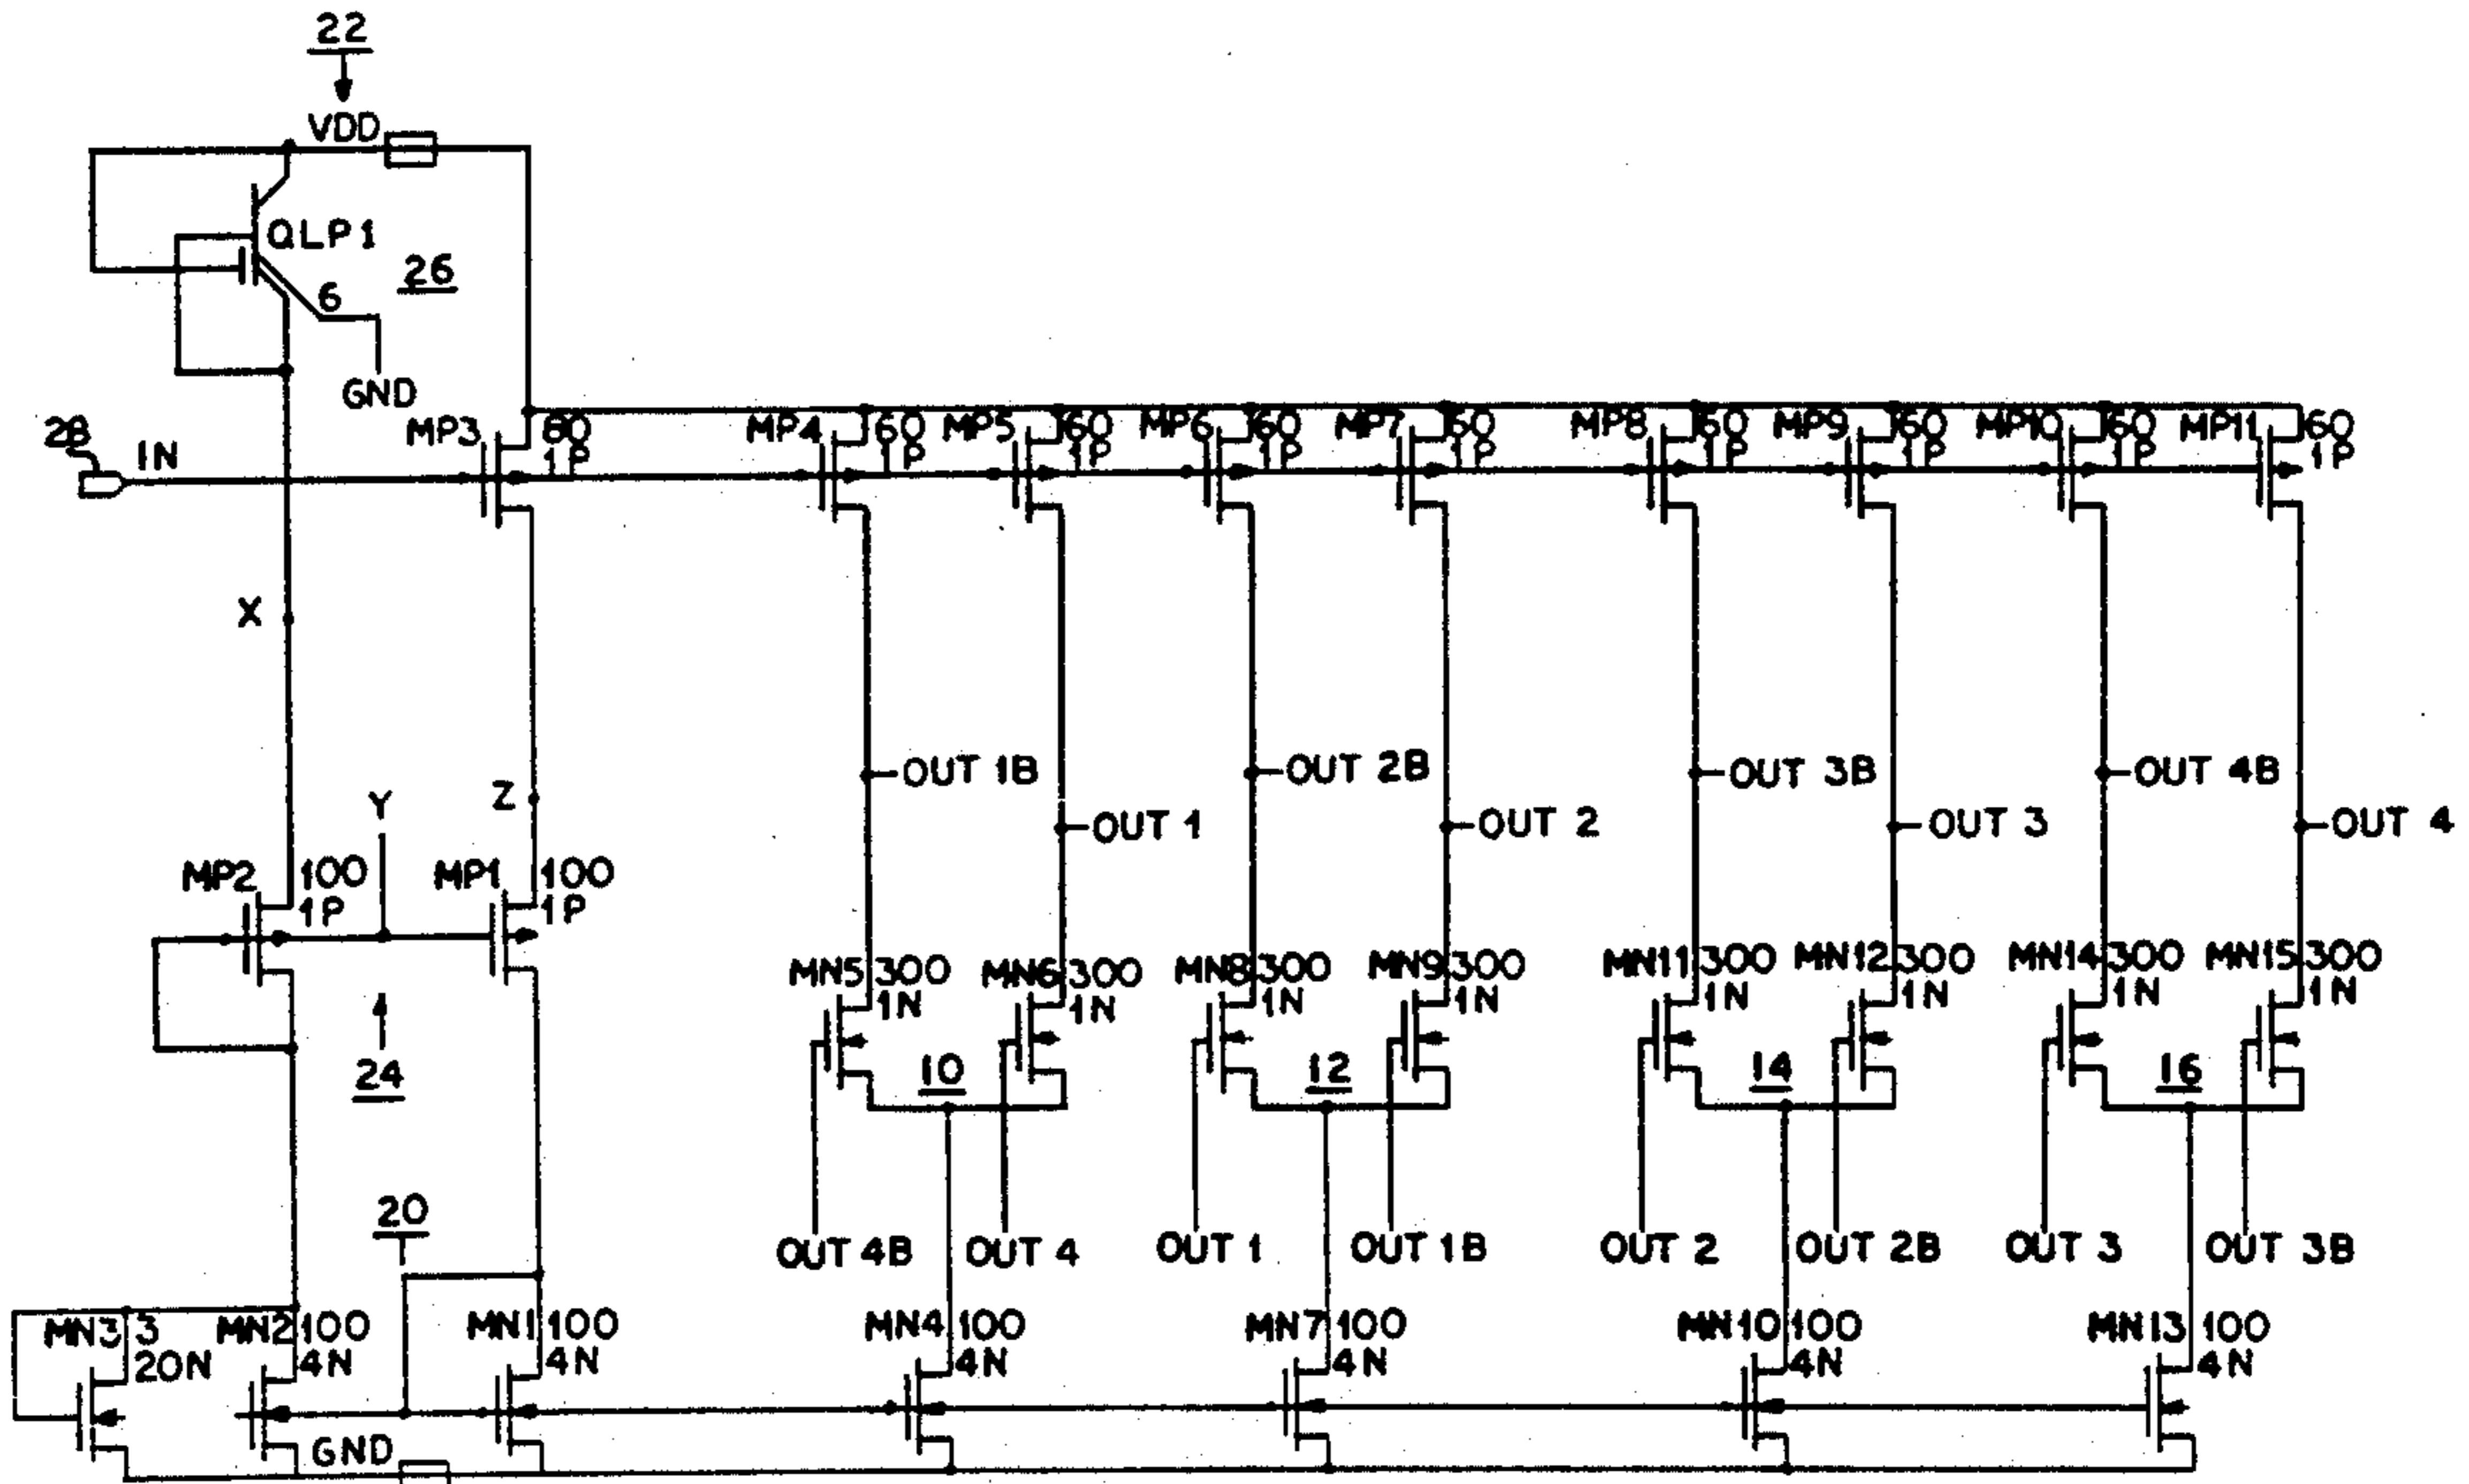 22
VDD
QLP1
26
6
GND
28
IN
MP3 60 1P
MP4 60 1P
MP5 60 1P
MP6 60 1P
MP7 60 1P
MP8 60 1P
MP9 60 1P
MP10 60 1P
MP11 60 1P
X
Y
Z
OUT 1B
OUT 1
OUT 2B
OUT 2
OUT 3B
OUT 3
OUT 4B
OUT 4
MP2 100 1P
MP1 100 1P
24
MN5 300 1N
MN6 300 1N
MN8 300 1N
MN9 300 1N
MN11 300 1N
MN12 300 1N
MN14 300 1N
MN15 300 1N
10
12
14
16
20
OUT 4B
OUT 4
OUT 1
OUT 1B
OUT 2
OUT 2B
OUT 3
OUT 3B
MN3 3 20N
MN2 100 4N
MN1 100 4N
MN4 100 4N
MN7 100 4N
MN10 100 4N
MN13 100 4N
GND